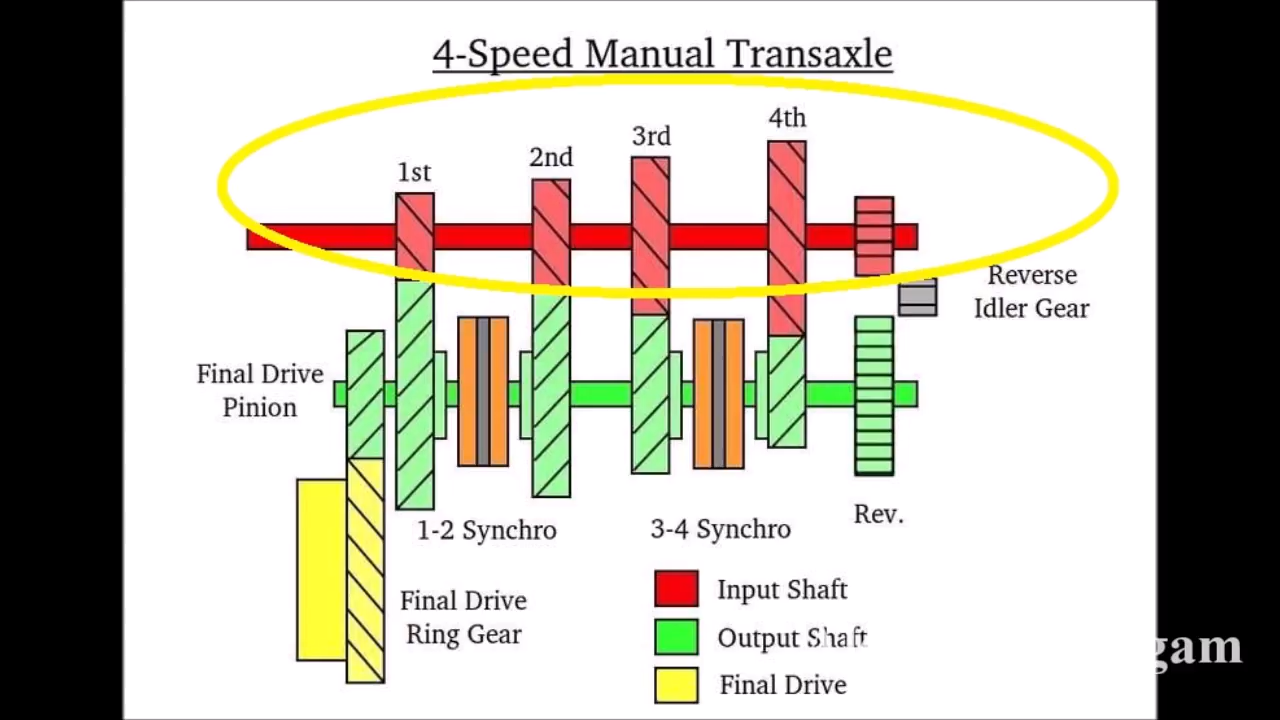 4-Speed Manual Transaxle
4th
3rd
2nd
1st
Reverse
Idler Gear
Final Drive
Pinion
Rev.
1-2 Synchro
3-4 Synchro
Input Shaft
Final Drive
Ring Gear
Output Shaft
gam
Final Drive